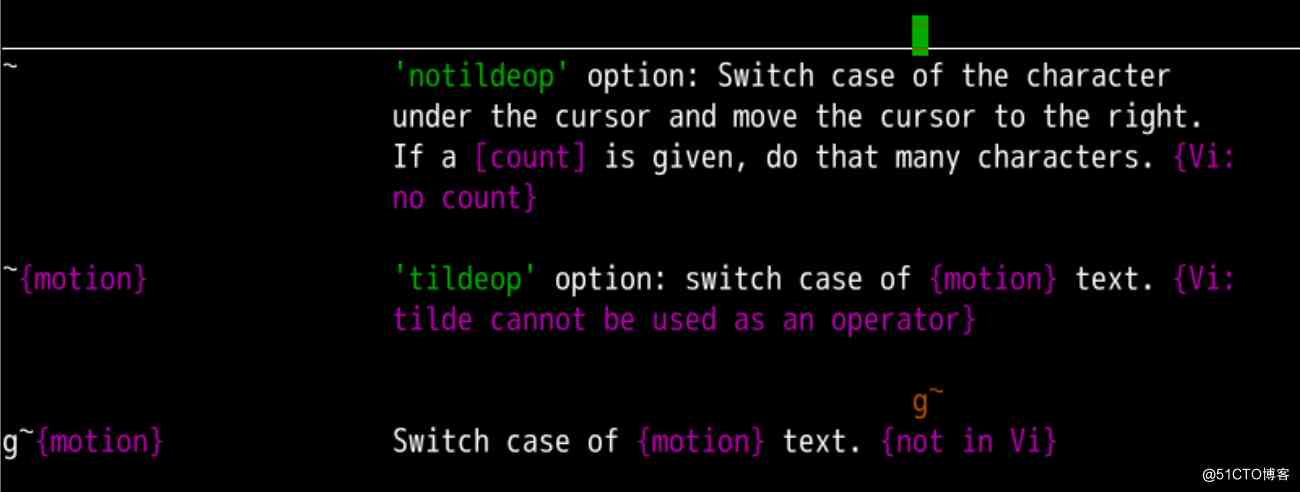 ~ 'notildeop' option: Switch case of the character
under the cursor and move the cursor to the right.
If a [count] is given, do that many characters. {Vi:
no count}
~{motion} 'tildeop' option: switch case of {motion} text. {Vi:
tilde cannot be used as an operator}
g~
g~{motion} Switch case of {motion} text. {not in Vi}
@51CTO博客